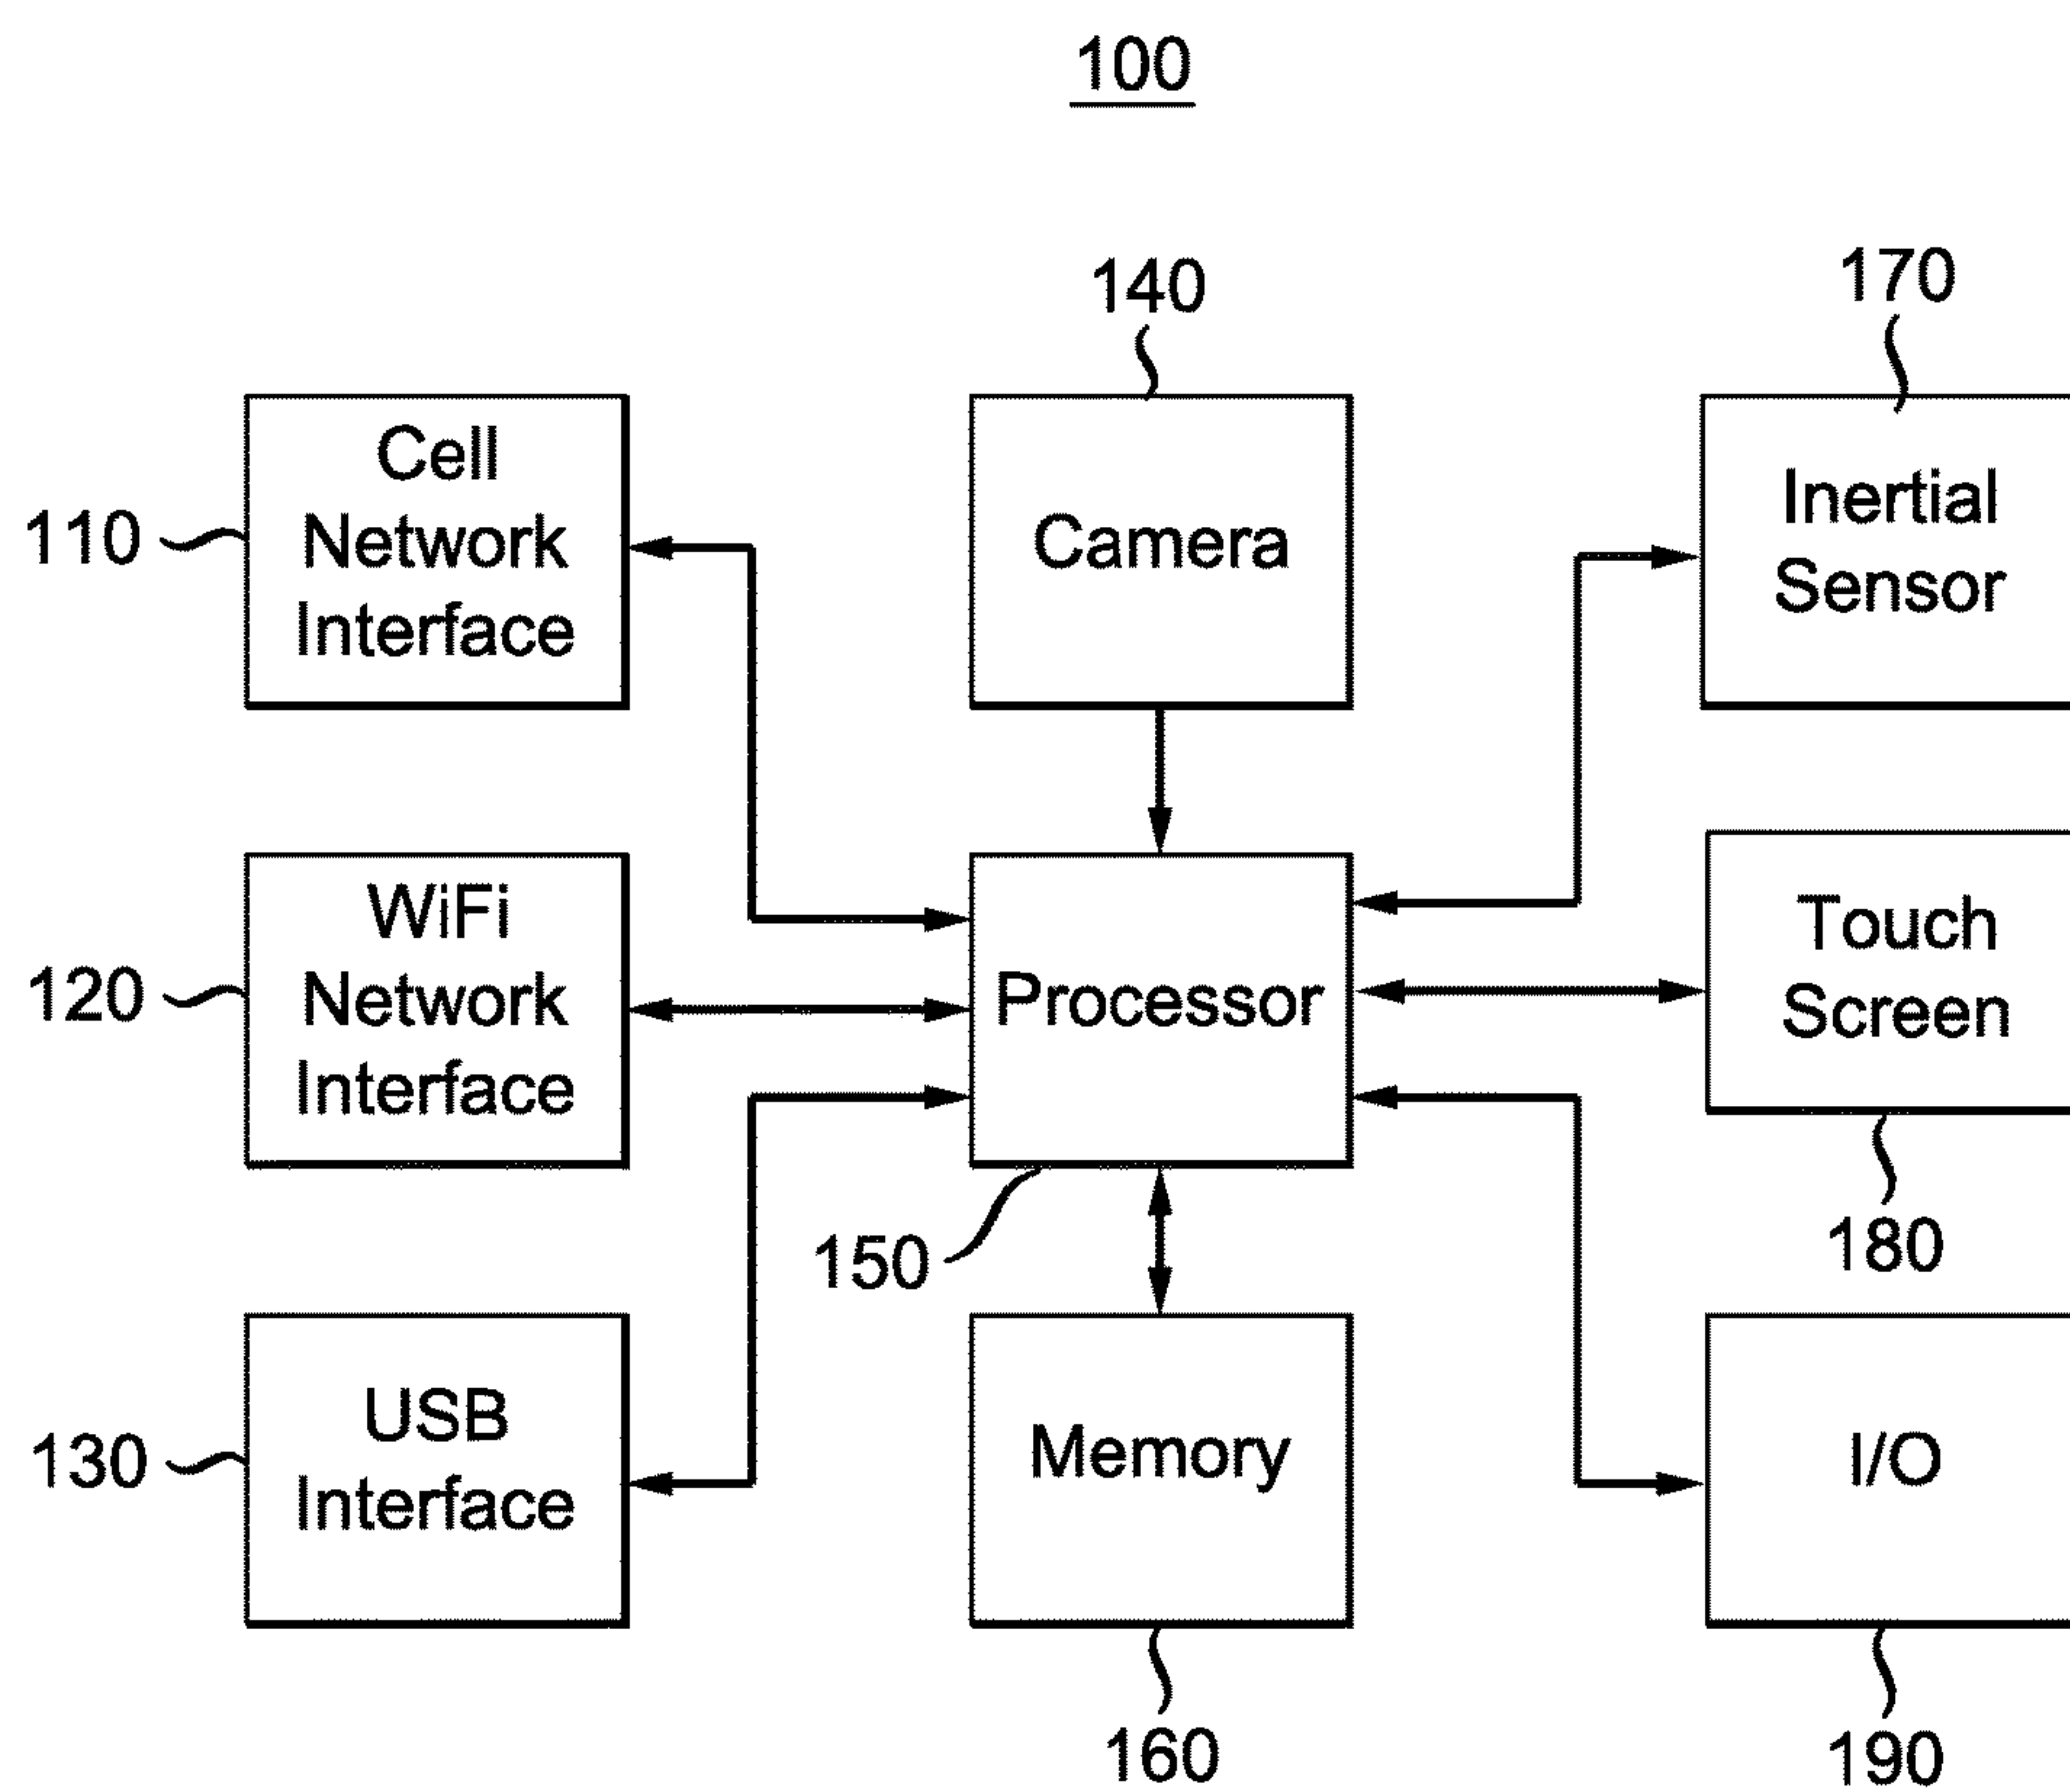 100
140
170
Cell
Network
Interface
110
Camera
Inertial
Sensor
WiFi
Network
Interface
120
Processor
Touch
Screen
150
180
USB
Interface
130
Memory
I/O
160
190